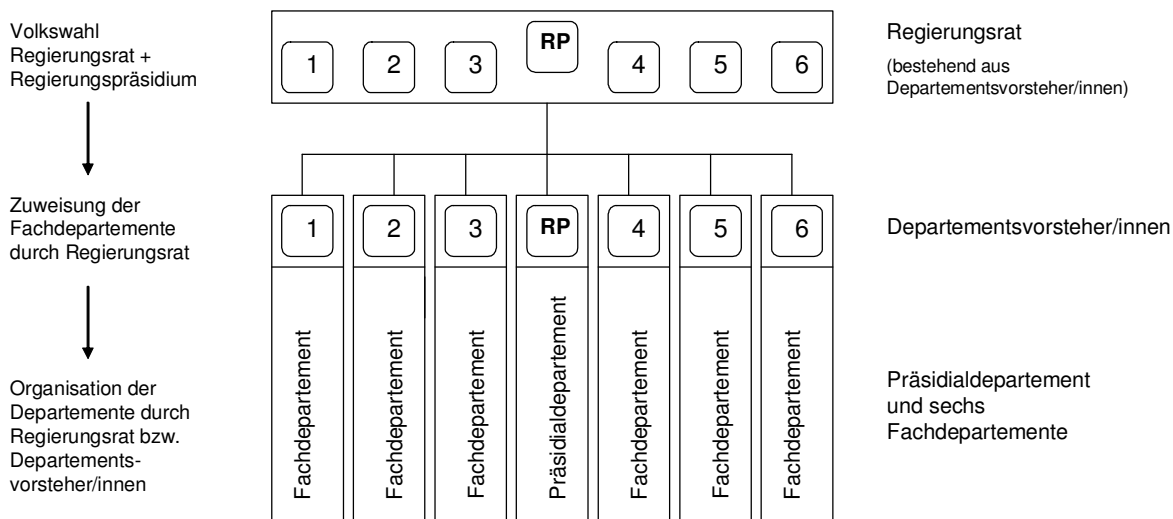 Volkswahl
Regierungsrat +
Regierungspräsidium
1 2 3 RP 4 5 6
Regierungsrat
(bestehend aus
Departementsvorsteher/innen)
Zuweisung der
Fachdepartemente
durch Regierungsrat
1 2 3 RP 4 5 6
Departementsvorsteher/innen
Organisation der
Departemente durch
Regierungsrat bzw.
Departements-
vorsteher/innen
Fachdepartement
Fachdepartement
Fachdepartement
Präsidialdepartement
Fachdepartement
Fachdepartement
Fachdepartement
Präsidialdepartement
und sechs
Fachdepartemente